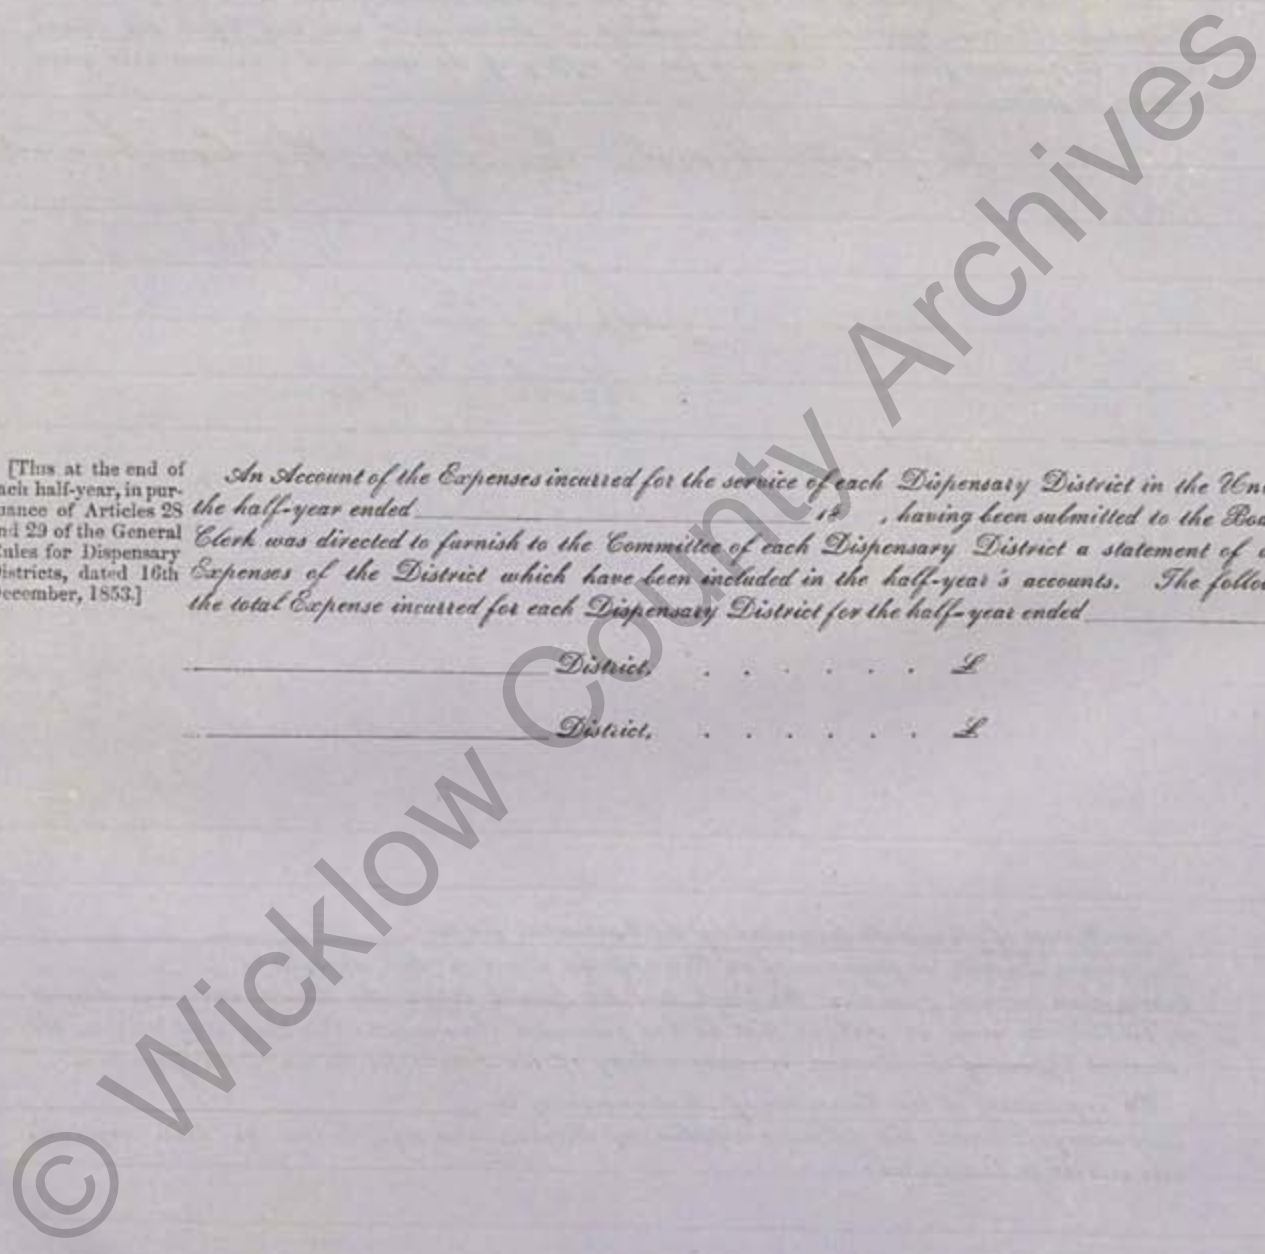 [This at the end of
ach half-year, in pur-
uance of Articles 28
nd 29 of the General
ules for Dispensary
istricts, dated 16th
ecember, 1853.]
An Account of the Expenses incurred for the service of each Dispensary District in the Uni
the half-year ended ____ 18 , having been submitted to the Boa
Clerk was directed to furnish to the Committee of each Dispensary District a statement of
Expenses of the District which have been included in the half-year's accounts. The follo
the total Expense incurred for each Dispensary District for the half-year ended ____
____ District, . . . . . . £
____ District, . . . . . . £
© Wicklow County Archives